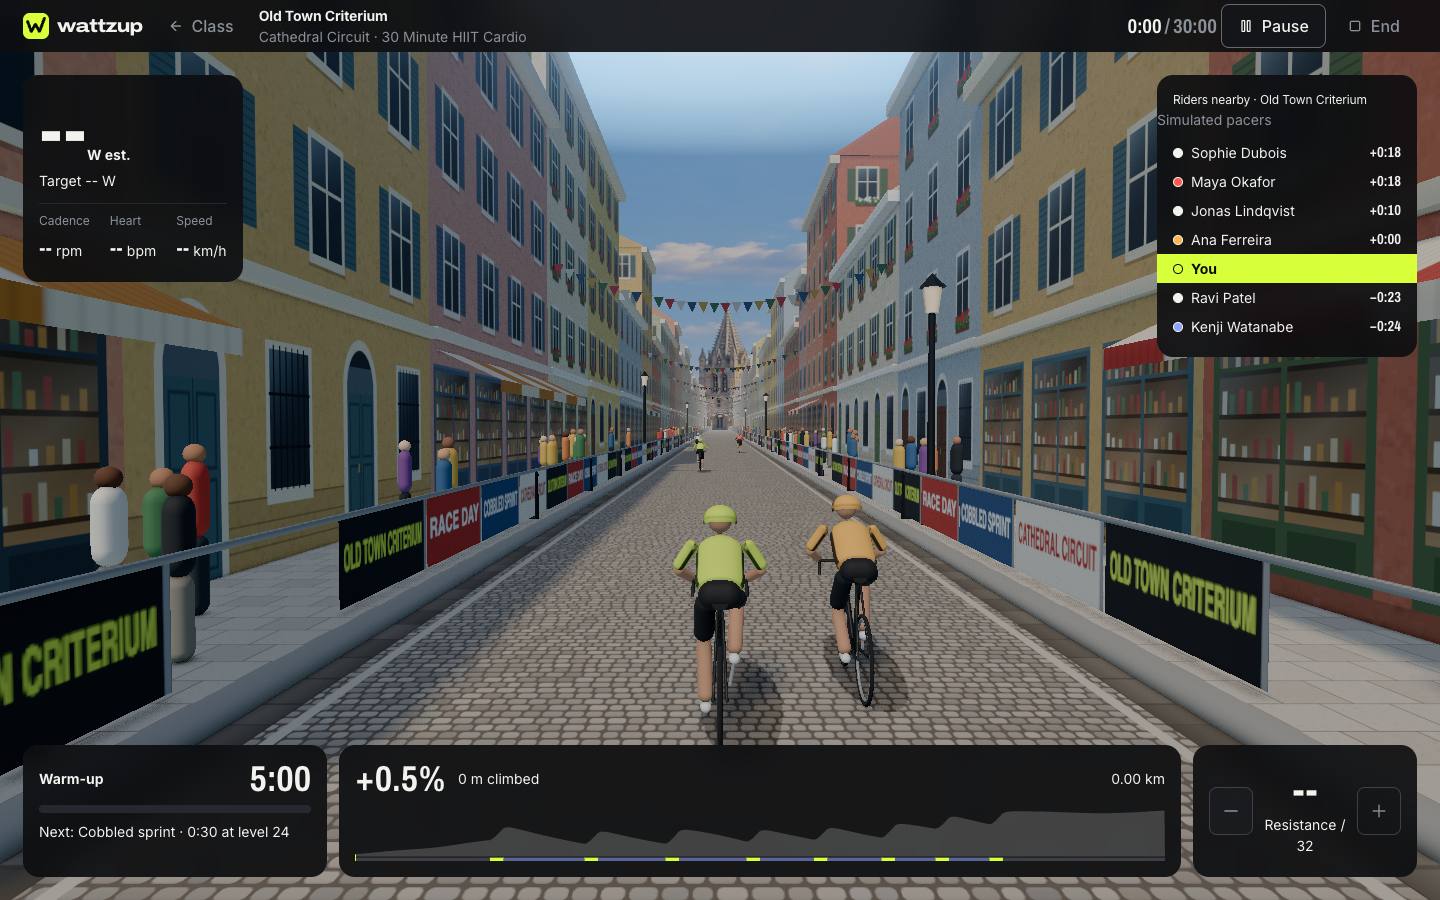 wattzup
Class
Old Town Criterium
Cathedral Circuit · 30 Minute HIIT Cardio
0:00 / 30:00
Pause
End
--
W est.
Target -- W
Cadence Heart Speed
-- rpm -- bpm -- km/h
Riders nearby · Old Town Criterium
Simulated pacers
Sophie Dubois +0:18
Maya Okafor +0:18
Jonas Lindqvist +0:10
Ana Ferreira +0:00
You
Ravi Patel −0:23
Kenji Watanabe −0:24
N CRITERIUM
OLD TOWN CRITERIUM
RACE DAY
COBBLED SPRINT
RACE DAY
COBBLED SPRINT
CATHEDRAL CIRCUIT
OLD TOWN CRITERIUM
Warm-up 5:00
Next: Cobbled sprint · 0:30 at level 24
+0.5% 0 m climbed 0.00 km
--
Resistance /
32